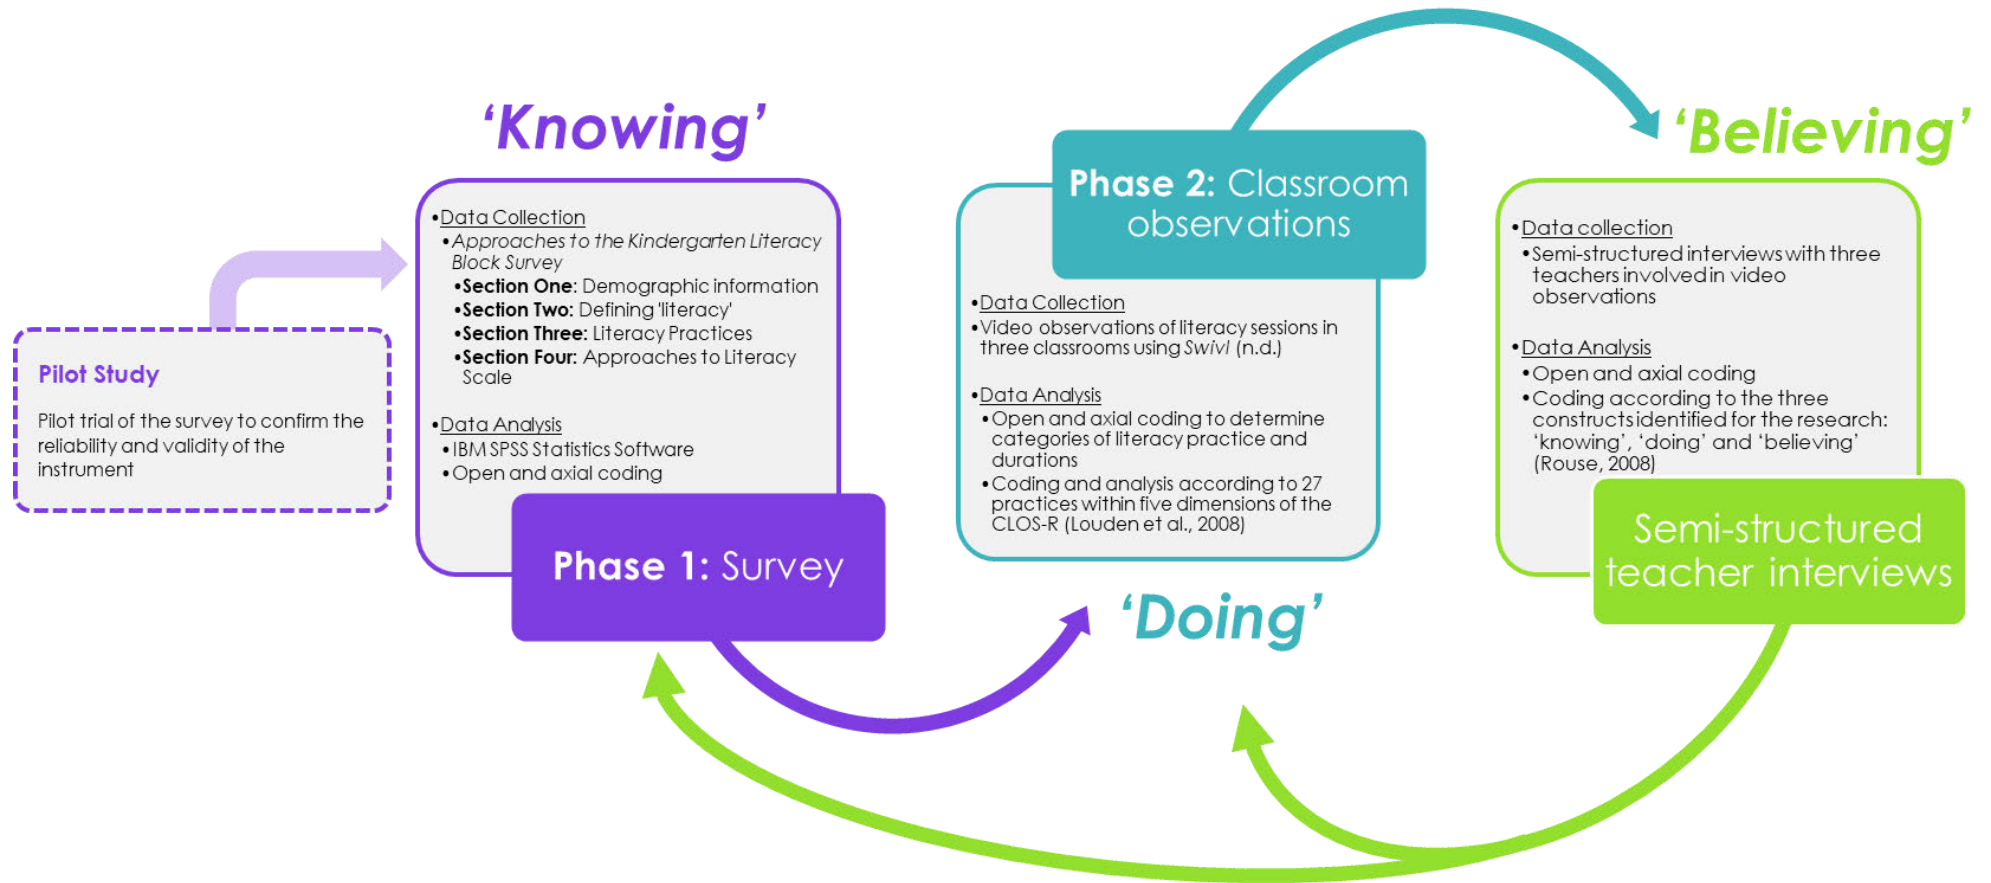 Pilot Study
Pilot trial of the survey to confirm the
reliability and validity of the
instrument
‘Knowing’
•Data Collection
•Approaches to the Kindergarten Literacy
Block Survey
•Section One: Demographic information
•Section Two: Defining 'literacy'
•Section Three: Literacy Practices
•Section Four: Approaches to Literacy
Scale
•Data Analysis
•IBM SPSS Statistics Software
•Open and axial coding
Phase 1: Survey
Phase 2: Classroom
observations
•Data Collection
•Video observations of literacy sessions in
three classrooms using Swivl (n.d.)
•Data Analysis
•Open and axial coding to determine
categories of literacy practice and
durations
•Coding and analysis according to 27
practices within five dimensions of the
CLOS-R (Louden et al., 2008)
‘Doing’
‘Believing’
•Data collection
•Semi-structured interviews with three
teachers involved in video
observations
•Data Analysis
•Open and axial coding
•Coding according to the three
constructs identified for the research:
‘knowing’, ‘doing’ and ‘believing’
(Rouse, 2008)
Semi-structured
teacher interviews